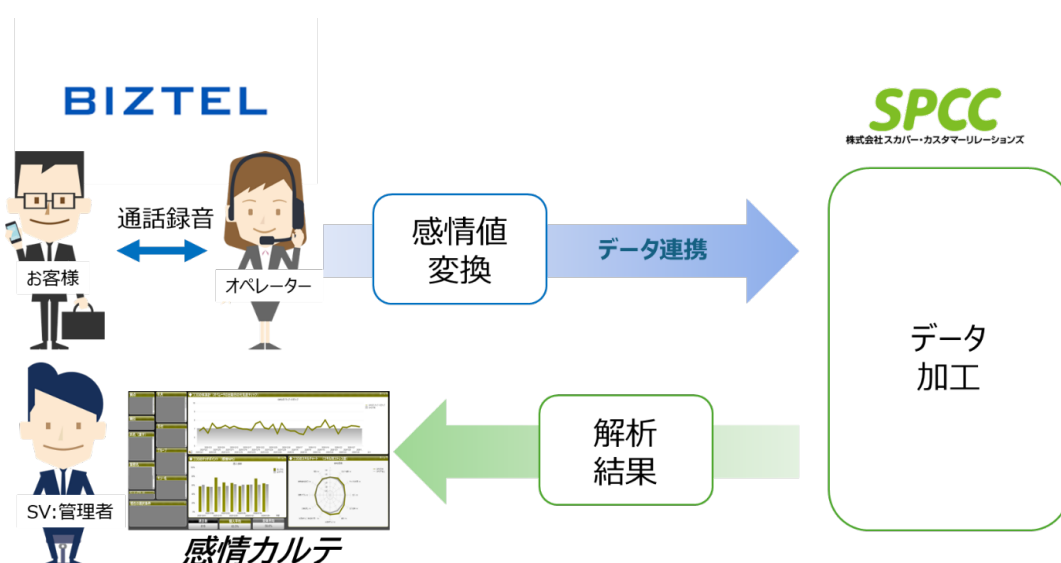 BIZTEL
SPCC
株式会社スカパー・カスタマーリレーションズ
通話録音
お客様
オペレーター
感情値
変換
データ連携
データ
加工
解析
結果
SV:管理者
感情カルテ